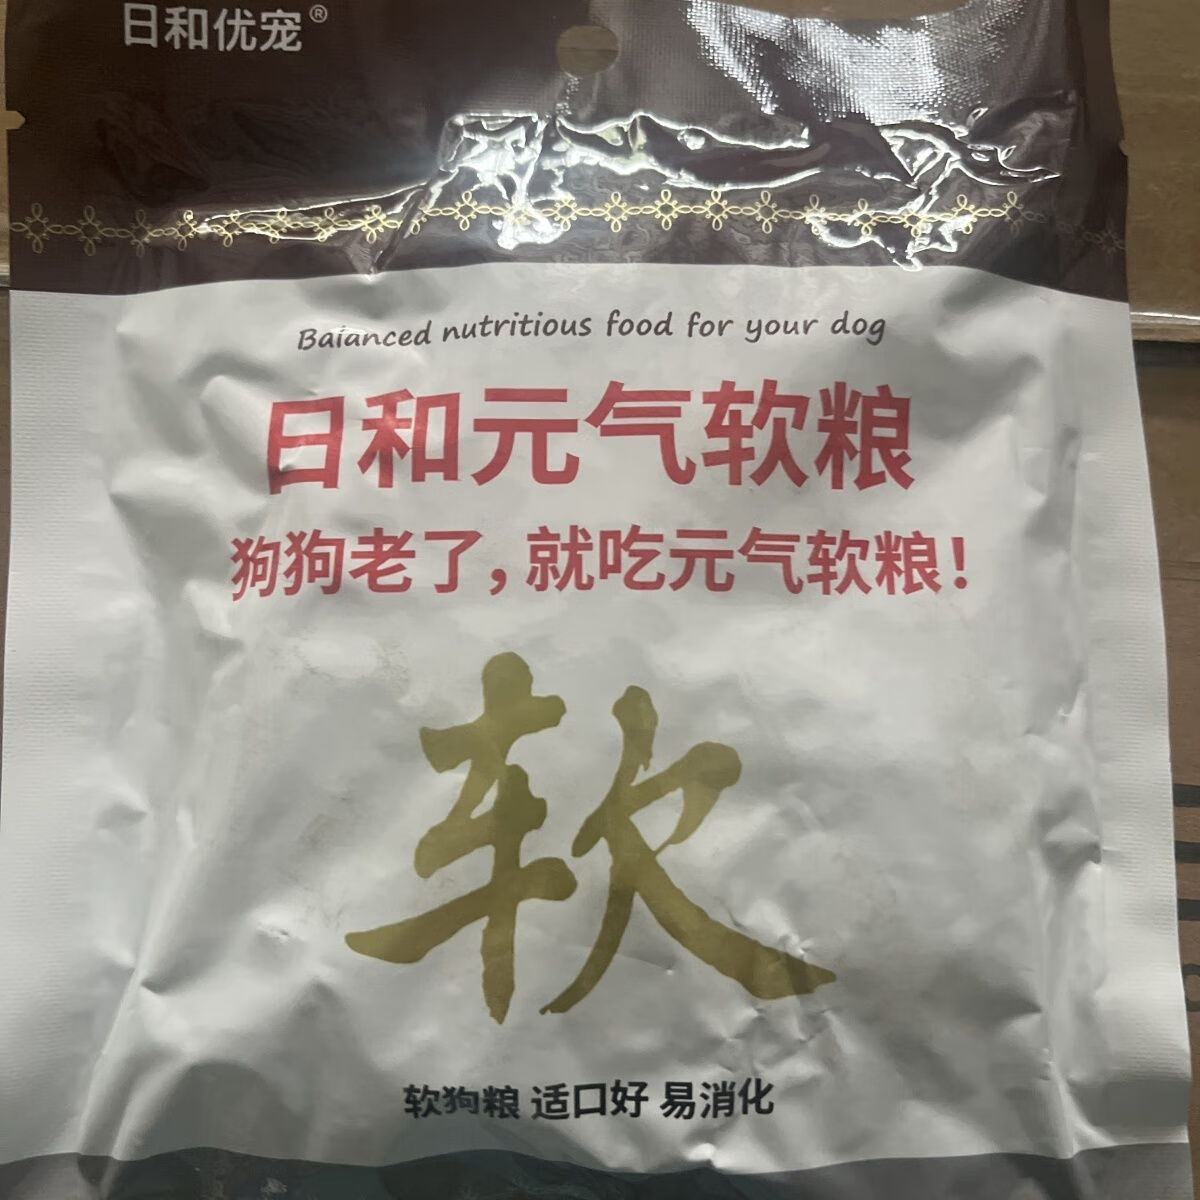 日和优宠®
Balanced nutritious food for your dog
日和元气软粮
狗狗老了,就吃元气软粮!
软
软狗粮 适口好 易消化